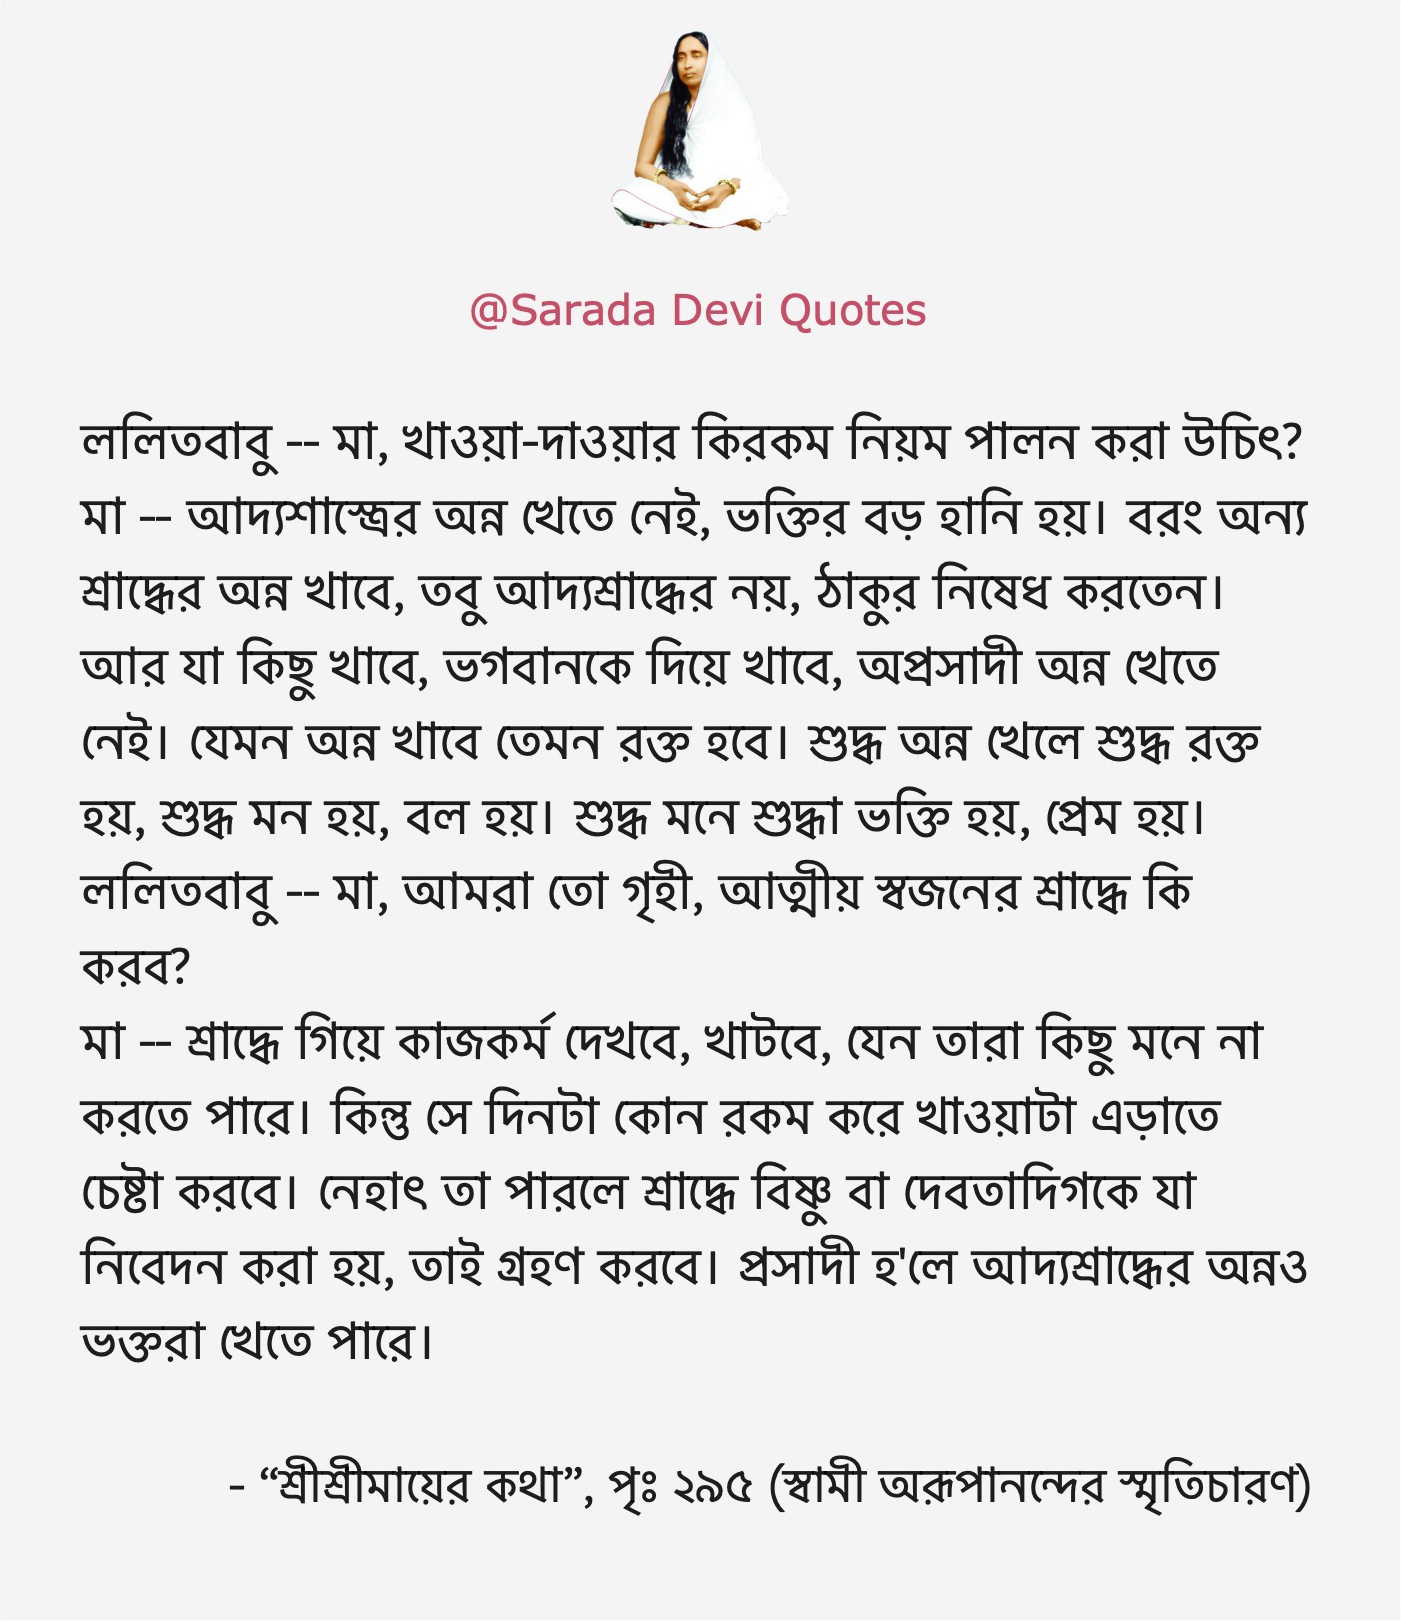 @Sarada Devi Quotes
ললিতবাবু -- মা, খাওয়া-দাওয়ার কিরকম নিয়ম পালন করা উচিৎ?
মা -- আদ্যশাস্ত্রের অন্ন খেতে নেই, ভক্তির বড় হানি হয়। বরং অন্য
শ্রাদ্ধের অন্ন খাবে, তবু আদ্যশ্রাদ্ধের নয়, ঠাকুর নিষেধ করতেন।
আর যা কিছু খাবে, ভগবানকে দিয়ে খাবে, অপ্রসাদী অন্ন খেতে
নেই। যেমন অন্ন খাবে তেমন রক্ত হবে। শুদ্ধ অন্ন খেলে শুদ্ধ রক্ত
হয়, শুদ্ধ মন হয়, বল হয়। শুদ্ধ মনে শুদ্ধা ভক্তি হয়, প্রেম হয়।
ললিতবাবু -- মা, আমরা তো গৃহী, আত্মীয় স্বজনের শ্রাদ্ধে কি
করব?
মা -- শ্রাদ্ধে গিয়ে কাজকর্ম দেখবে, খাটবে, যেন তারা কিছু মনে না
করতে পারে। কিন্তু সে দিনটা কোন রকম করে খাওয়াটা এড়াতে
চেষ্টা করবে। নেহাৎ তা পারলে শ্রাদ্ধে বিষ্ণু বা দেবতাদিগকে যা
নিবেদন করা হয়, তাই গ্রহণ করবে। প্রসাদী হ'লে আদ্যশ্রাদ্ধের অন্নও
ভক্তরা খেতে পারে।
- “শ্রীশ্রীমায়ের কথা”, পৃঃ ২৯৫ (স্বামী অরূপানন্দের স্মৃতিচারণ)